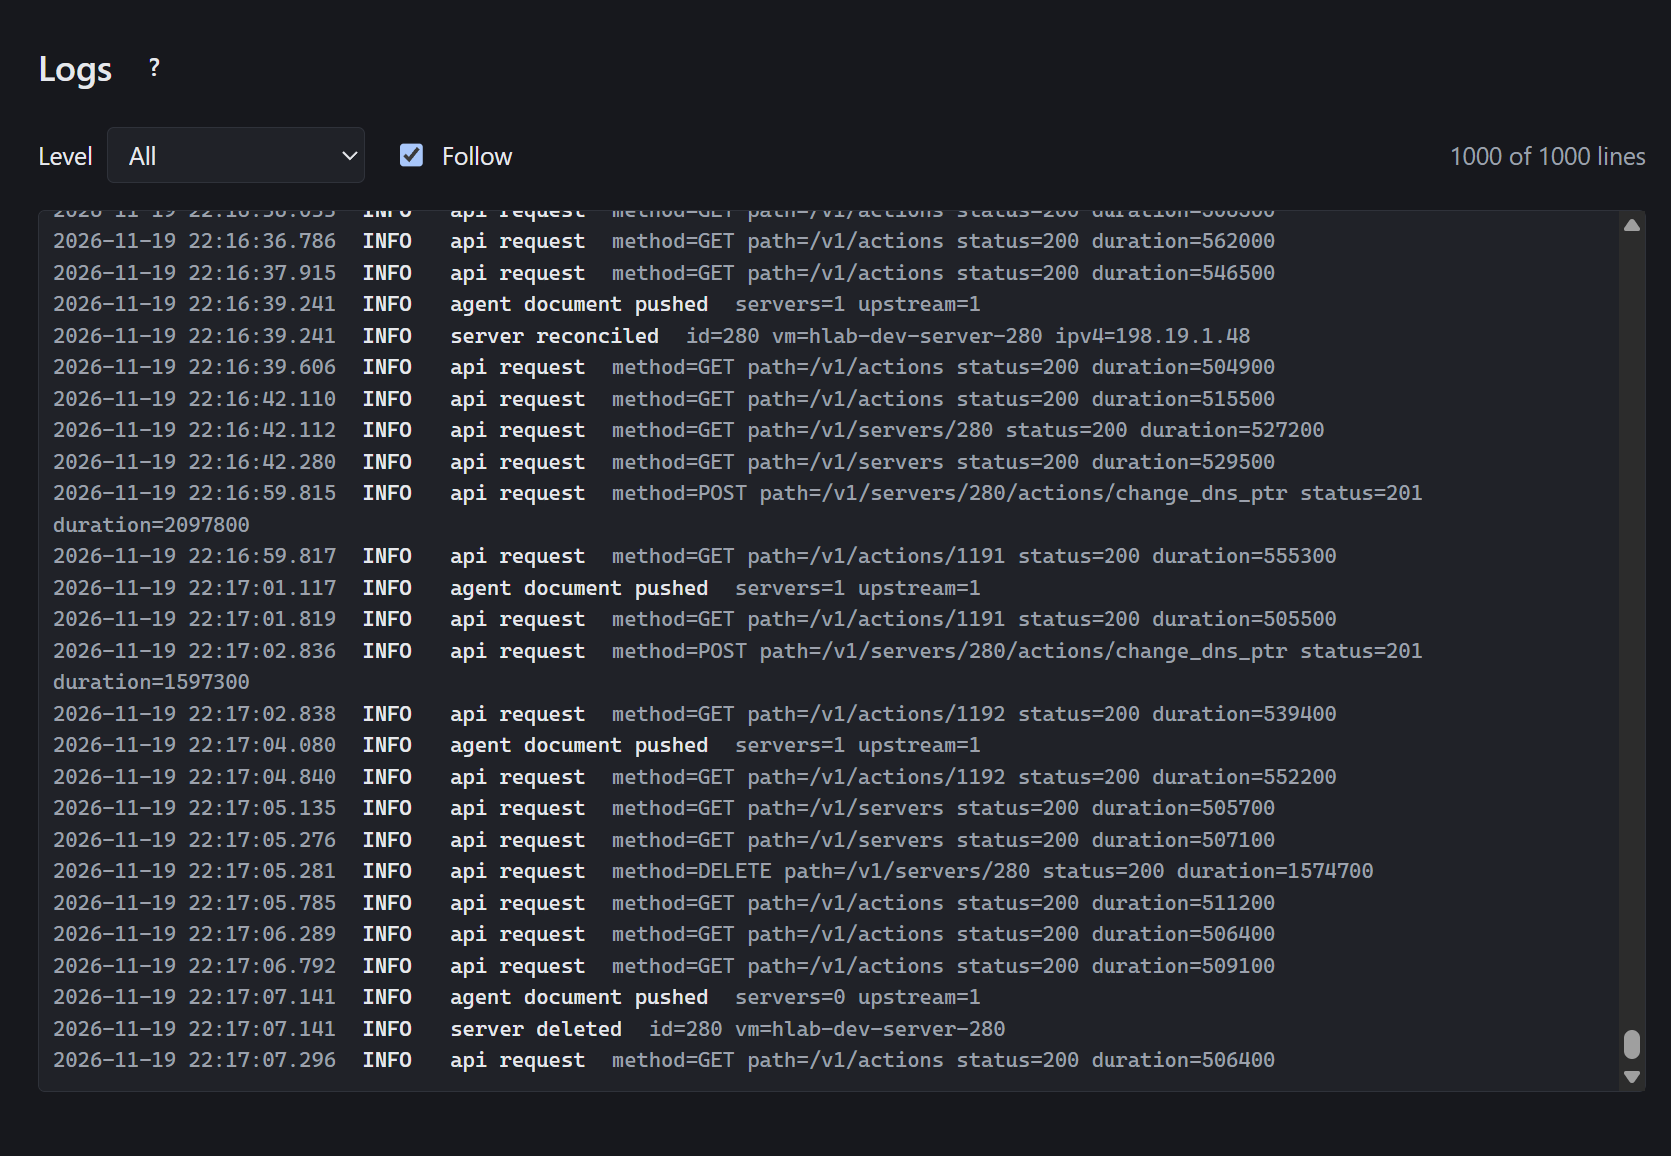 Logs ?
Level All Follow 1000 of 1000 lines
INFO api request method=GET path=/v1/actions status=200
2026-11-19 22:16:36.786 INFO api request method=GET path=/v1/actions status=200 duration=562000
2026-11-19 22:16:37.915 INFO api request method=GET path=/v1/actions status=200 duration=546500
2026-11-19 22:16:39.241 INFO agent document pushed servers=1 upstream=1
2026-11-19 22:16:39.241 INFO server reconciled id=280 vm=hlab-dev-server-280 ipv4=198.19.1.48
2026-11-19 22:16:39.606 INFO api request method=GET path=/v1/actions status=200 duration=504900
2026-11-19 22:16:42.110 INFO api request method=GET path=/v1/actions status=200 duration=515500
2026-11-19 22:16:42.112 INFO api request method=GET path=/v1/servers/280 status=200 duration=527200
2026-11-19 22:16:42.280 INFO api request method=GET path=/v1/servers status=200 duration=529500
2026-11-19 22:16:59.815 INFO api request method=POST path=/v1/servers/280/actions/change_dns_ptr status=201
duration=2097800
2026-11-19 22:16:59.817 INFO api request method=GET path=/v1/actions/1191 status=200 duration=555300
2026-11-19 22:17:01.117 INFO agent document pushed servers=1 upstream=1
2026-11-19 22:17:01.819 INFO api request method=GET path=/v1/actions/1191 status=200 duration=505500
2026-11-19 22:17:02.836 INFO api request method=POST path=/v1/servers/280/actions/change_dns_ptr status=201
duration=1597300
2026-11-19 22:17:02.838 INFO api request method=GET path=/v1/actions/1192 status=200 duration=539400
2026-11-19 22:17:04.080 INFO agent document pushed servers=1 upstream=1
2026-11-19 22:17:04.840 INFO api request method=GET path=/v1/actions/1192 status=200 duration=552200
2026-11-19 22:17:05.135 INFO api request method=GET path=/v1/servers status=200 duration=505700
2026-11-19 22:17:05.276 INFO api request method=GET path=/v1/servers status=200 duration=507100
2026-11-19 22:17:05.281 INFO api request method=DELETE path=/v1/servers/280 status=200 duration=1574700
2026-11-19 22:17:05.785 INFO api request method=GET path=/v1/actions status=200 duration=511200
2026-11-19 22:17:06.289 INFO api request method=GET path=/v1/actions status=200 duration=506400
2026-11-19 22:17:06.792 INFO api request method=GET path=/v1/actions status=200 duration=509100
2026-11-19 22:17:07.141 INFO agent document pushed servers=0 upstream=1
2026-11-19 22:17:07.141 INFO server deleted id=280 vm=hlab-dev-server-280
2026-11-19 22:17:07.296 INFO api request method=GET path=/v1/actions status=200 duration=506400